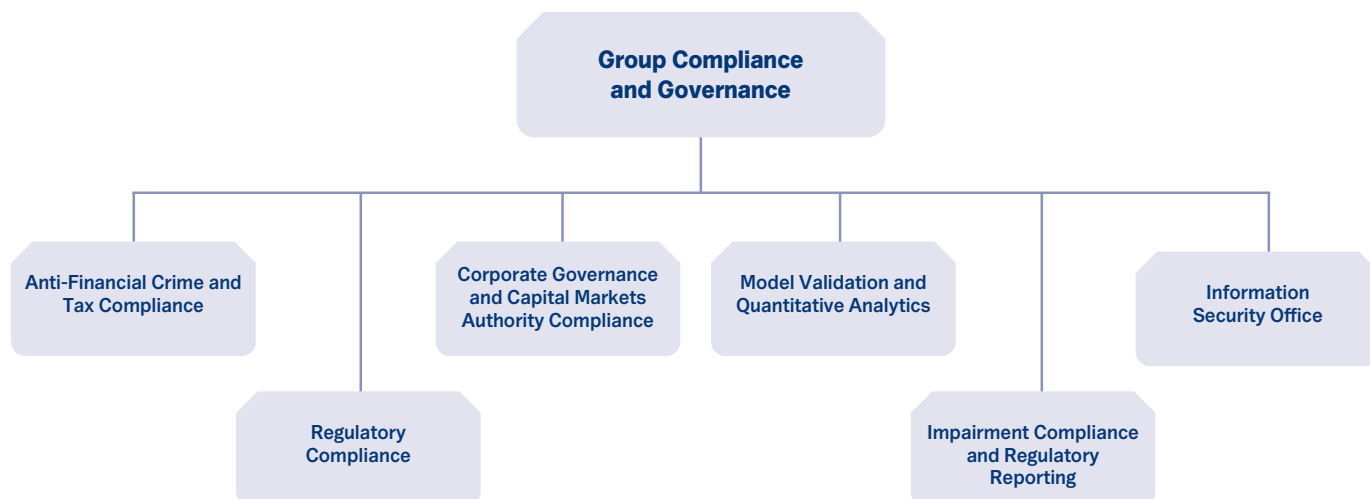 Group Compliance
and Governance
Anti-Financial Crime and
Tax Compliance
Corporate Governance
and Capital Markets
Authority Compliance
Model Validation and
Quantitative Analytics
Information
Security Office
Regulatory
Compliance
Impairment Compliance
and Regulatory
Reporting